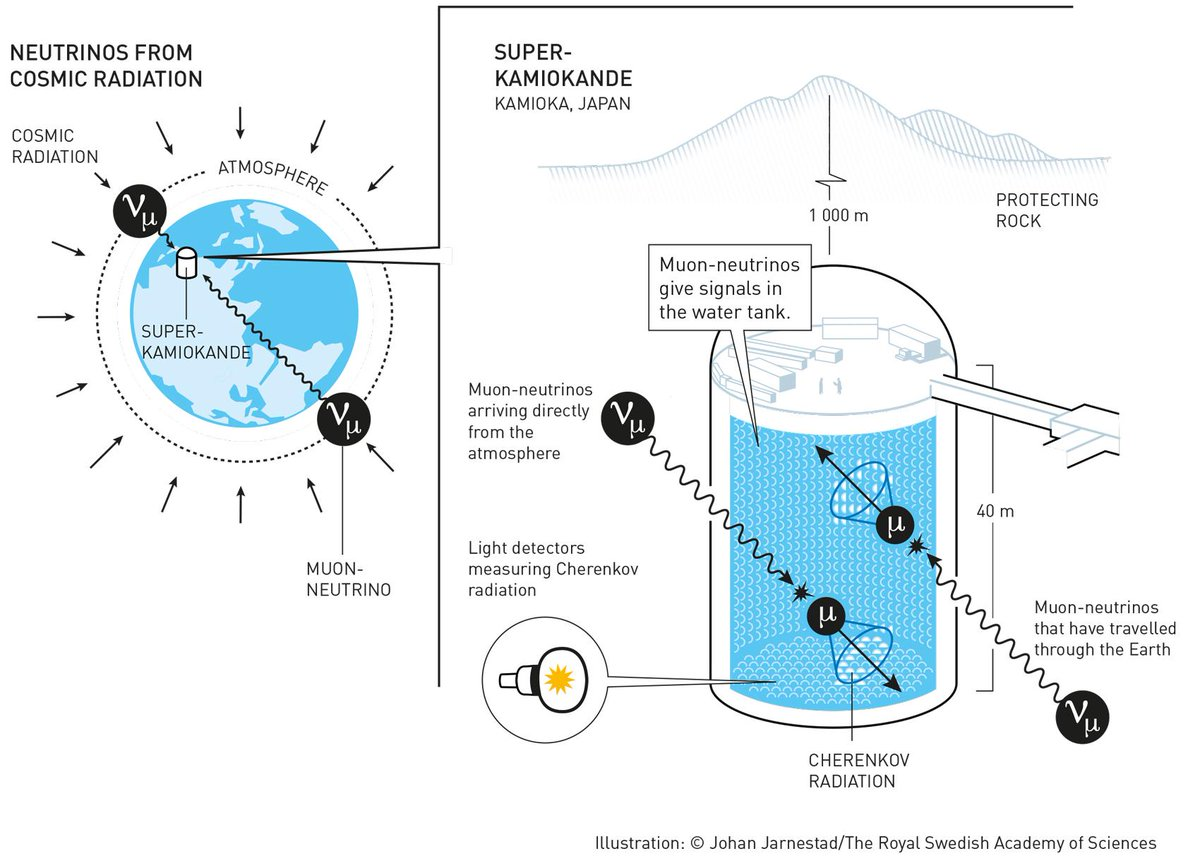 NEUTRINOS FROM
COSMIC RADIATION
COSMIC
RADIATION
ATMOSPHERE
νμ
SUPER-
KAMIOKANDE
νμ
MUON-
NEUTRINO
SUPER-
KAMIOKANDE
KAMIOKA, JAPAN
1 000 m
PROTECTING
ROCK
Muon-neutrinos
give signals in
the water tank.
Muon-neutrinos
arriving directly
from the
atmosphere
νμ
μ
40 m
Light detectors
measuring Cherenkov
radiation
μ
Muon-neutrinos
that have travelled
through the Earth
νμ
CHERENKOV
RADIATION
Illustration: © Johan Jarnestad/The Royal Swedish Academy of Sciences